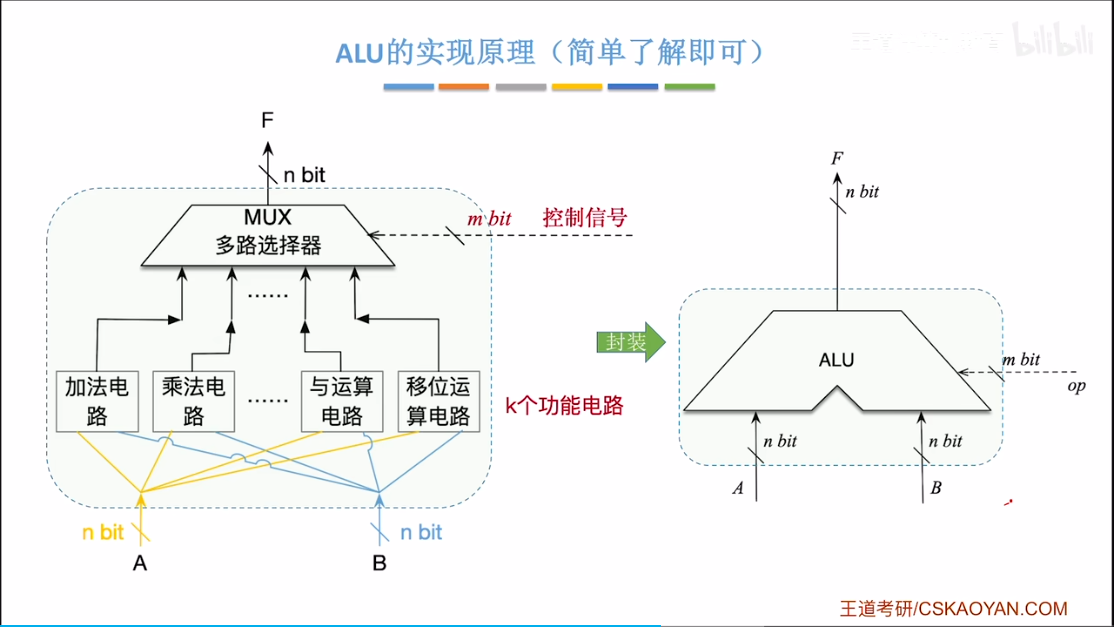 ALU的实现原理（简单了解即可）
bilibili
F
n bit
MUX
多路选择器
m bit 控制信号
......
加法电
路
乘法电
路
......
与运算
电路
移位运
算电路
k个功能电路
n bit
n bit
A
B
封装
F
n bit
ALU
m bit
op
n bit
n bit
A
B
王道考研/CSKAOYAN.COM